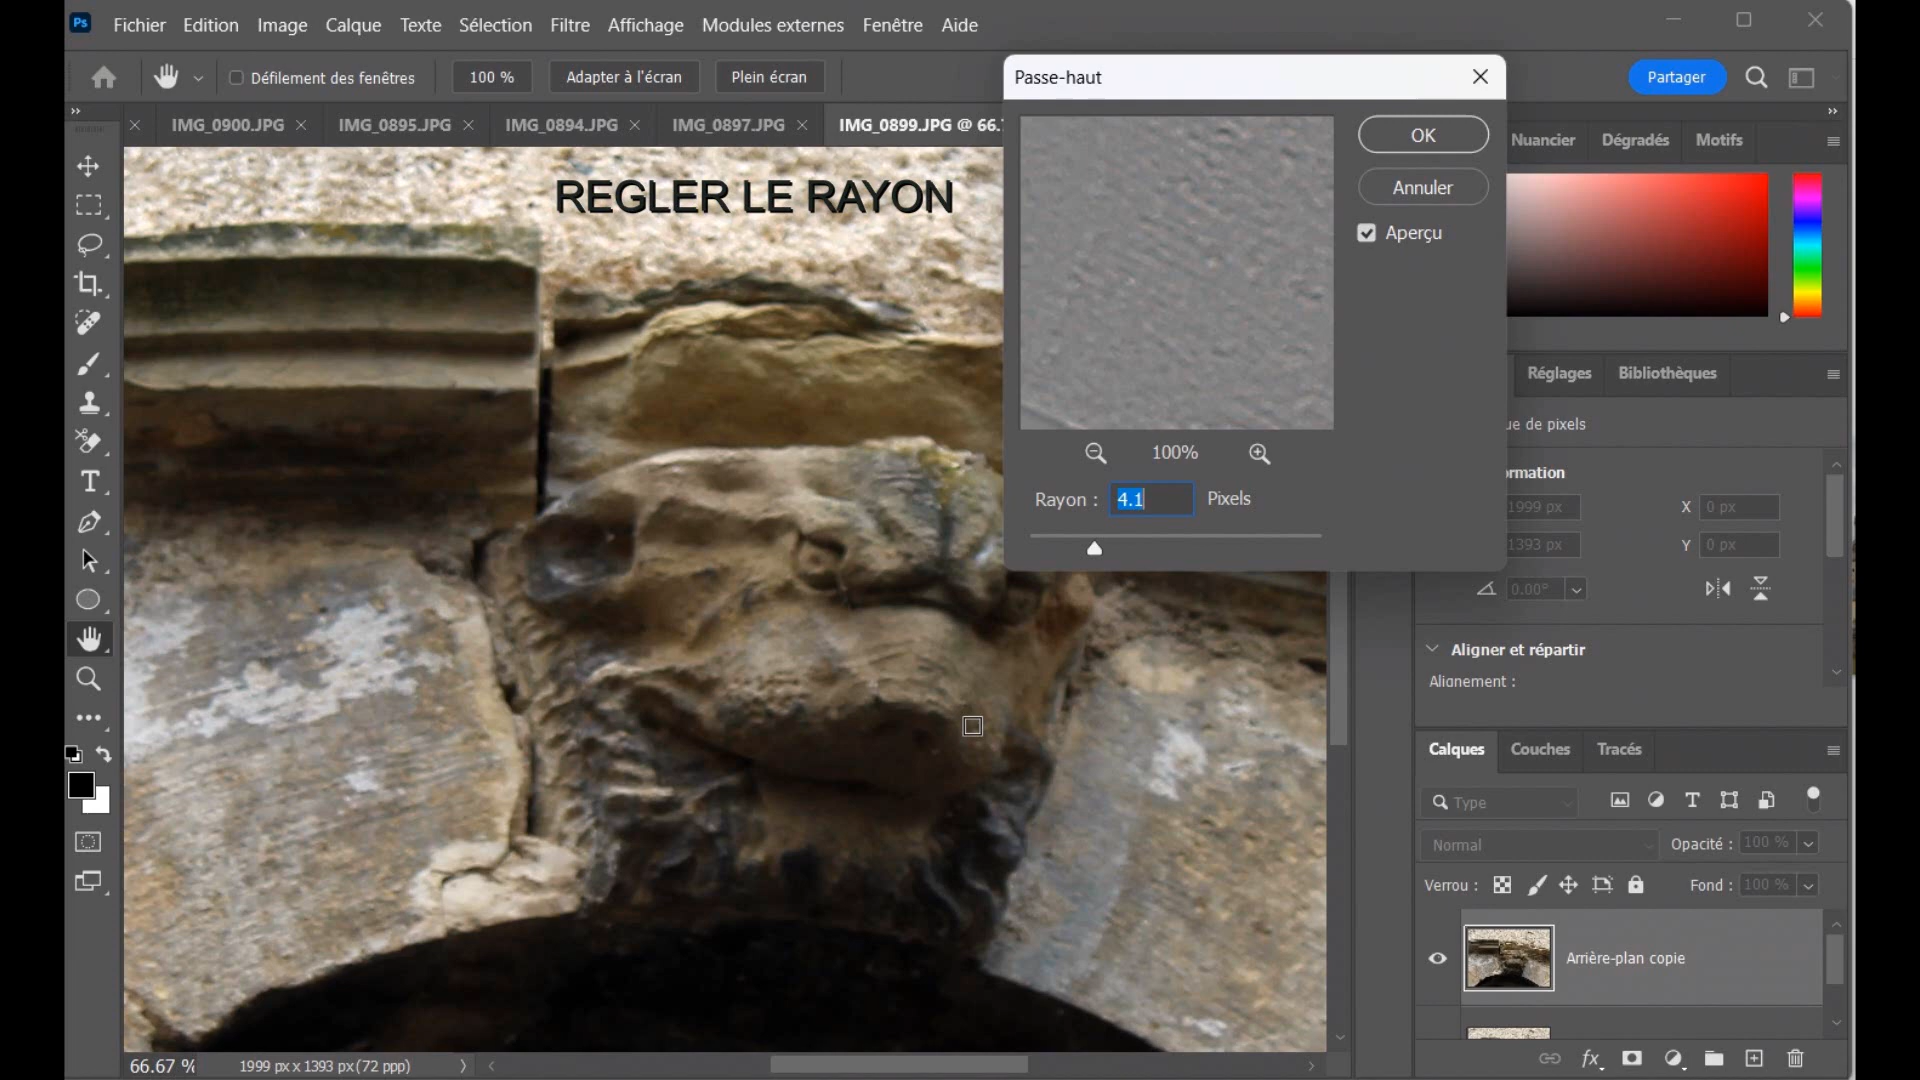 Ps Fichier Edition Image Calque Texte Sélection Filtre Affichage Modules externes Fenêtre Aide
Défilement des fenêtres 100 % Adapter à l'écran Plein écran Partager
IMG_0900.JPG IMG_0895.JPG IMG_0894.JPG IMG_0897.JPG IMG_0899.JPG @ 66.
REGLER LE RAYON
Passe-haut
OK
Annuler
Aperçu
100%
Rayon : 4.1 Pixels
Nuancier Dégradés Motifs
Réglages Bibliothèques
ue de pixels
rmation
1999 px X 0 px
1393 px Y 0 px
0.00°
Aligner et répartir
Alignement :
Calques Couches Tracés
Type
Normal Opacité : 100 %
Verrou : Fond : 100 %
Arrière-plan copie
fx
66.67 % 1999 px x 1393 px (72 ppp)